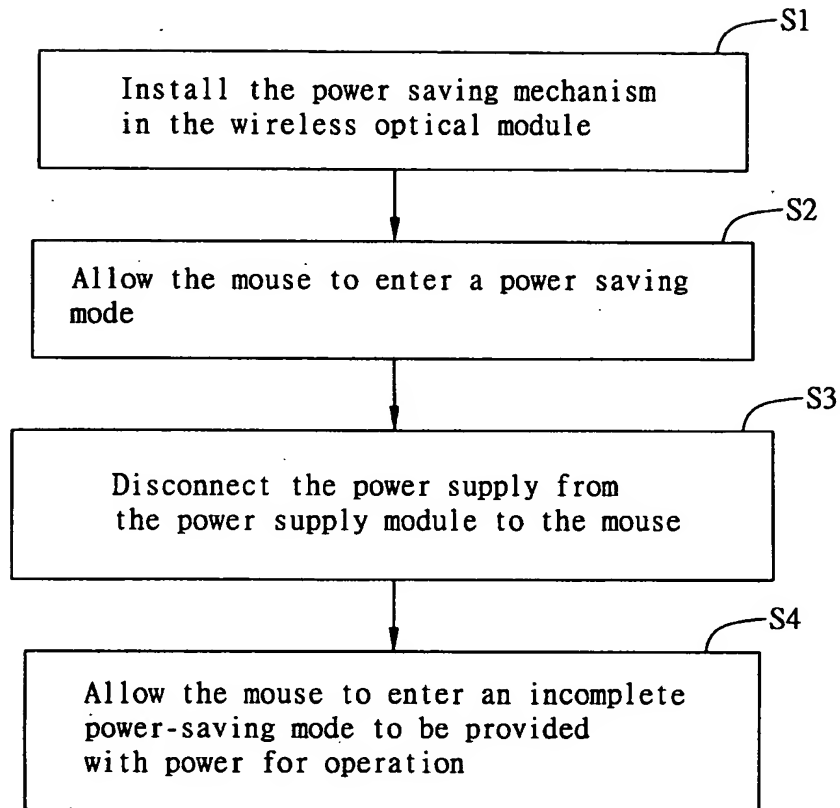 S1
Install the power saving mechanism
in the wireless optical module
S2
Allow the mouse to enter a power saving
mode
S3
Disconnect the power supply from
the power supply module to the mouse
S4
Allow the mouse to enter an incomplete
power-saving mode to be provided
with power for operation